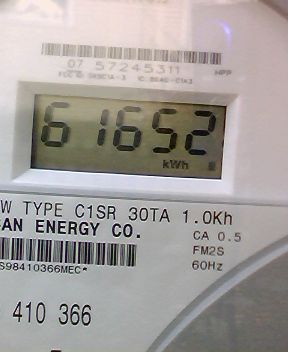 07 57245311
61652
kWh
W TYPE C1SR 30TA 1.0Kh
CAN ENERGY CO.
CA 0.5
FM2S
60Hz
S98410366MEC*
410 366